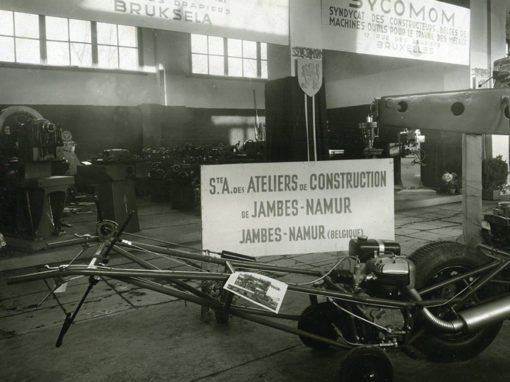 BRUKSELA
SYCOMOM
SYNDYCAT DES CONSTRUCTEURS BELGES DE
MACHINES OUTILS POUR LE TRAVAIL DES METAUX
BRUXELLES
STE A. DES ATELIERS DE CONSTRUCTION
DE JAMBES-NAMUR
JAMBES-NAMUR (BELGIQUE)